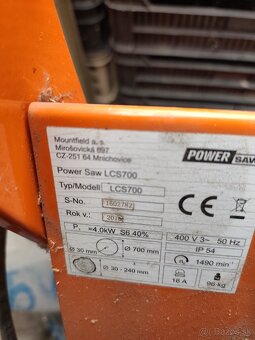 Mountfield a. s.
Mirošovická 697
CZ-251 64 Mnichovice
POWER SAW
Power Saw LCS700
Typ/Modell LCS700
S-No.
Rok v.:
P =4.0kW S6 40%
400 V 3~ 50 Hz
Ø 30 mm
Ø 700 mm
IP 54
1490 min⁻¹
Ø 30 - 240 mm
16 A
96 kg
CE